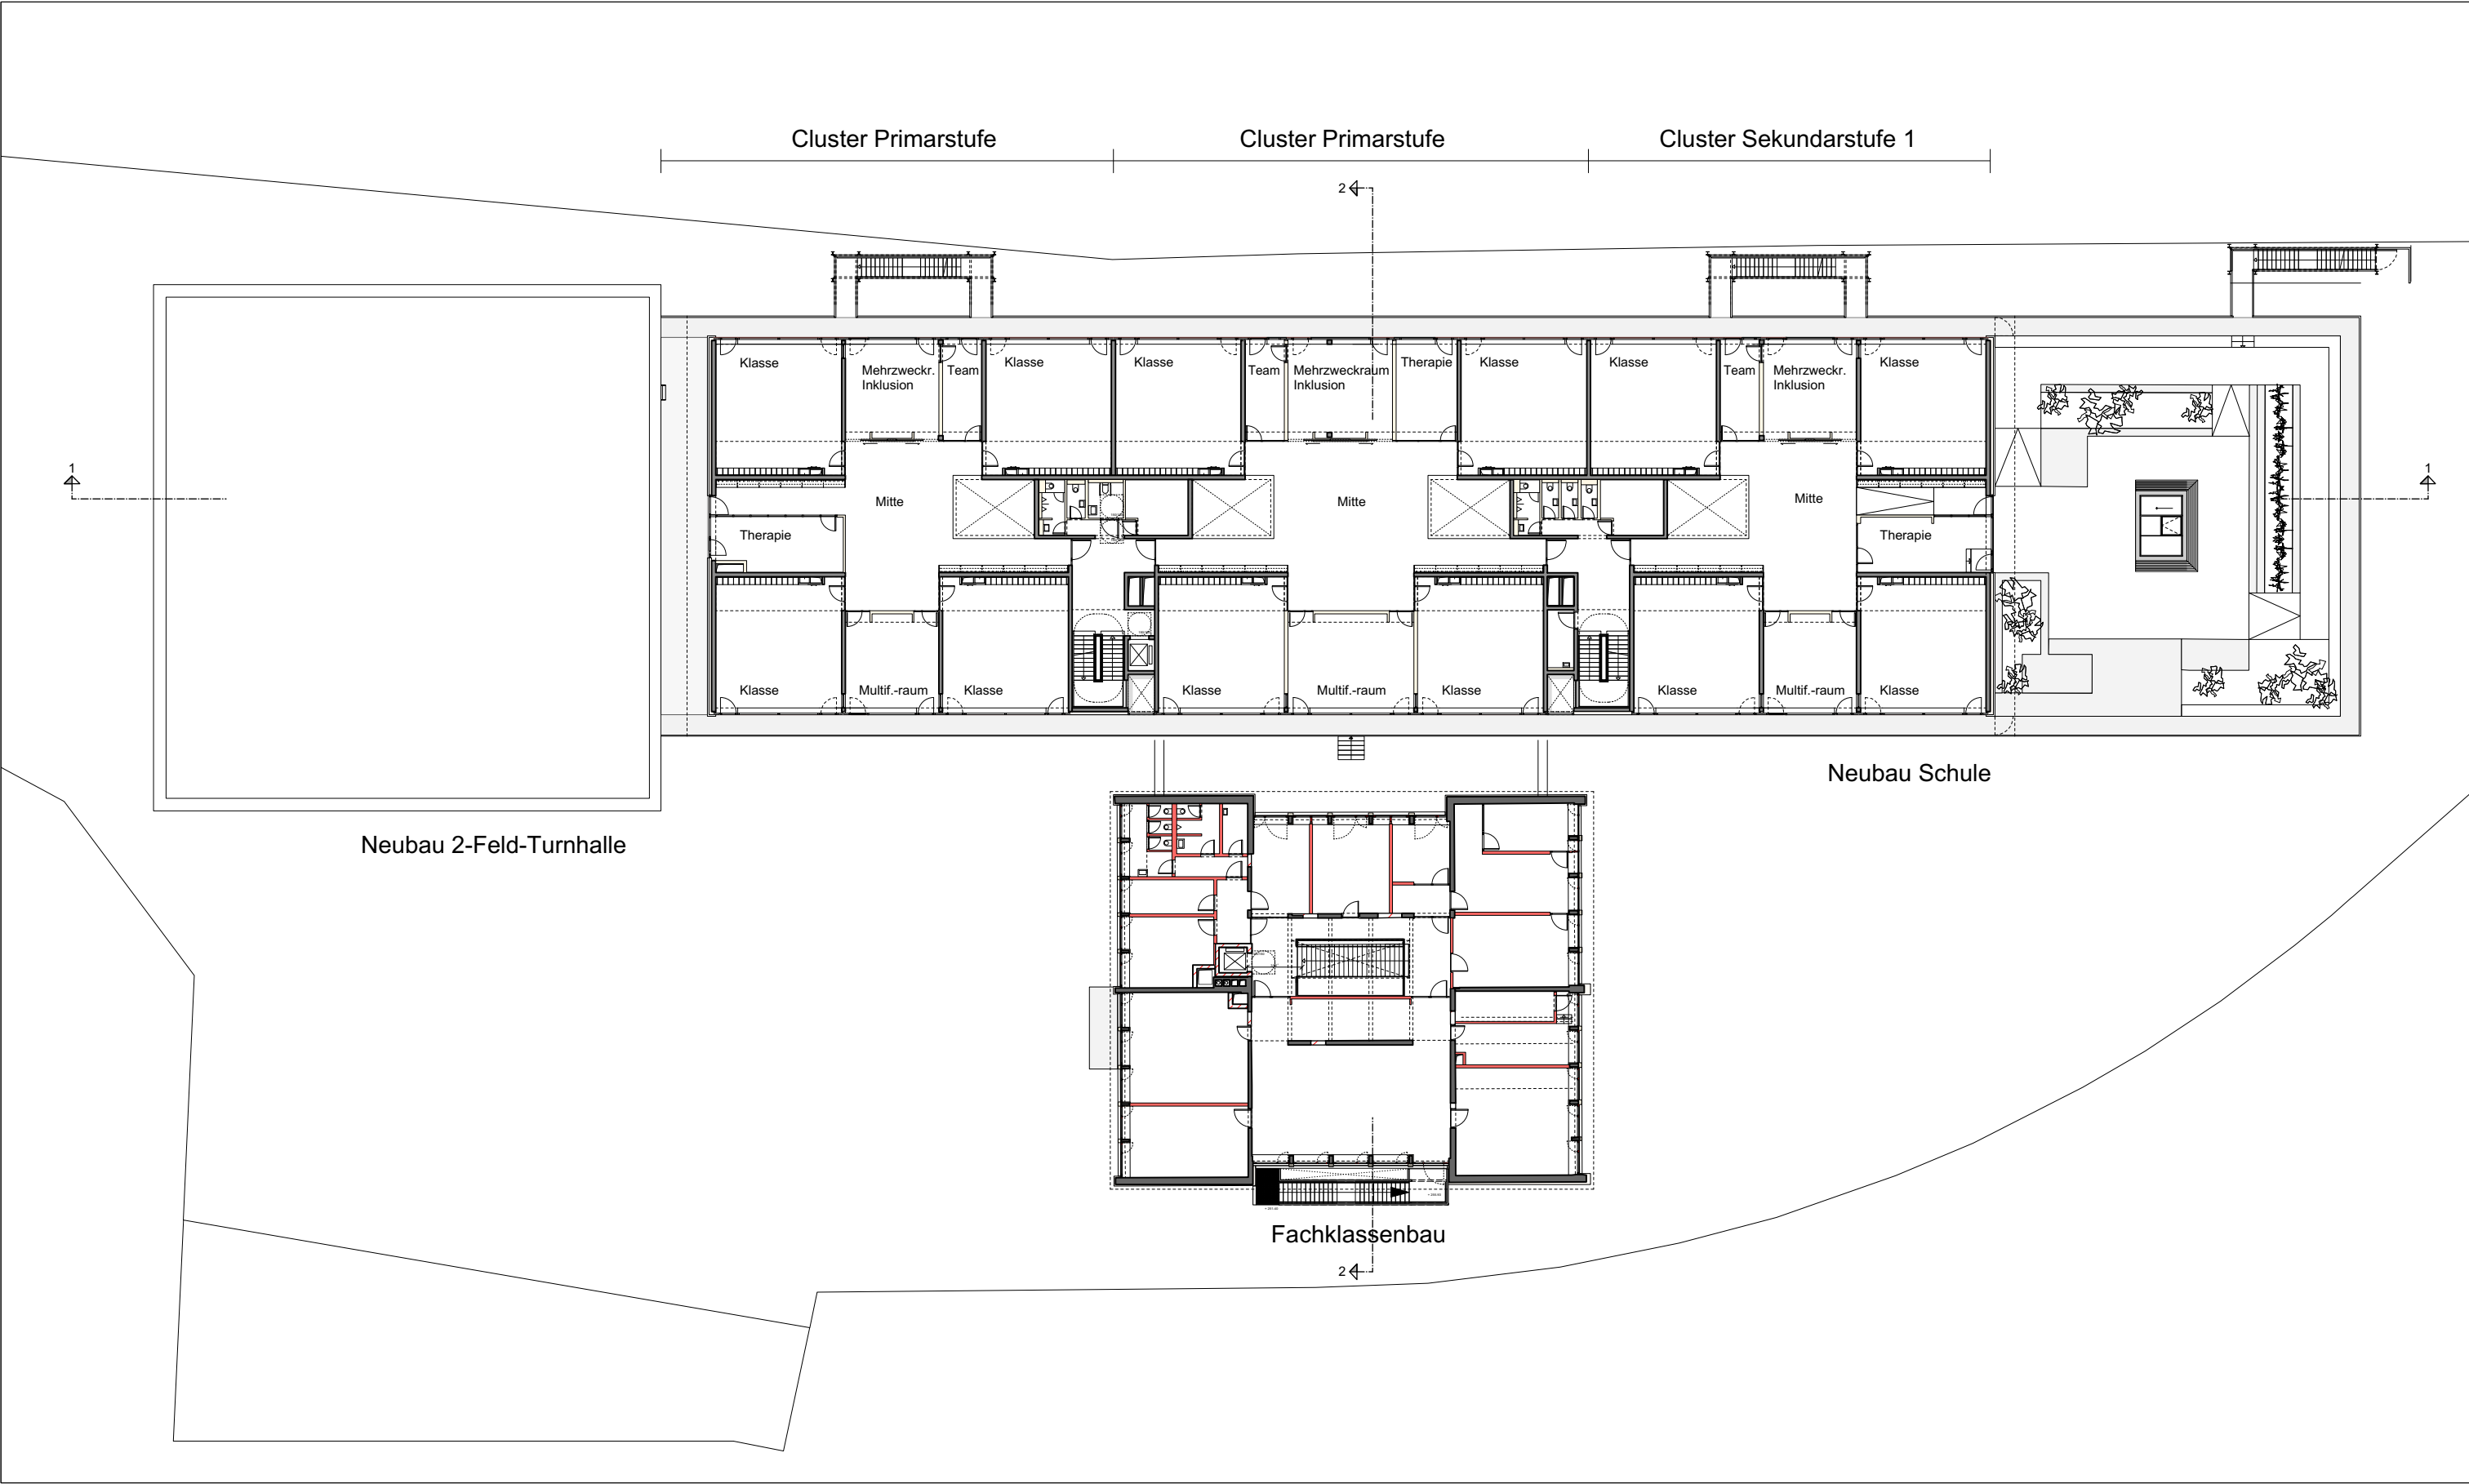 Cluster Primarstufe
Cluster Primarstufe
Cluster Sekundarstufe 1
2
Klasse
Mehrzweckr.
Inklusion
Team
Klasse
Klasse
Team
Mehrzweckraum
Inklusion
Therapie
Klasse
Klasse
Team
Mehrzweckr.
Inklusion
Klasse
1
1
Mitte
Mitte
Mitte
Therapie
Therapie
Klasse
Multif.-raum
Klasse
Klasse
Multif.-raum
Klasse
Klasse
Multif.-raum
Klasse
Neubau Schule
Neubau 2-Feld-Turnhalle
Fachklassenbau
2